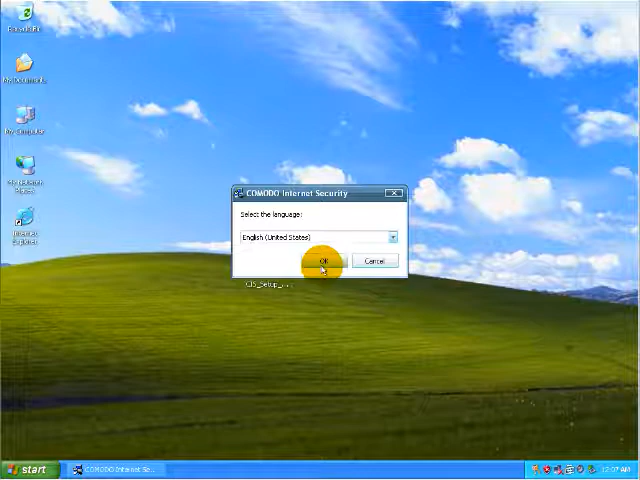 Recycle Bin
My Documents
My Computer
My Network
Places
Internet
Explorer
COMODO Internet Security
Select the language:
English (United States)
OK
Cancel
CIS_Setup_...
start
COMODO Internet Se...
12:07 AM